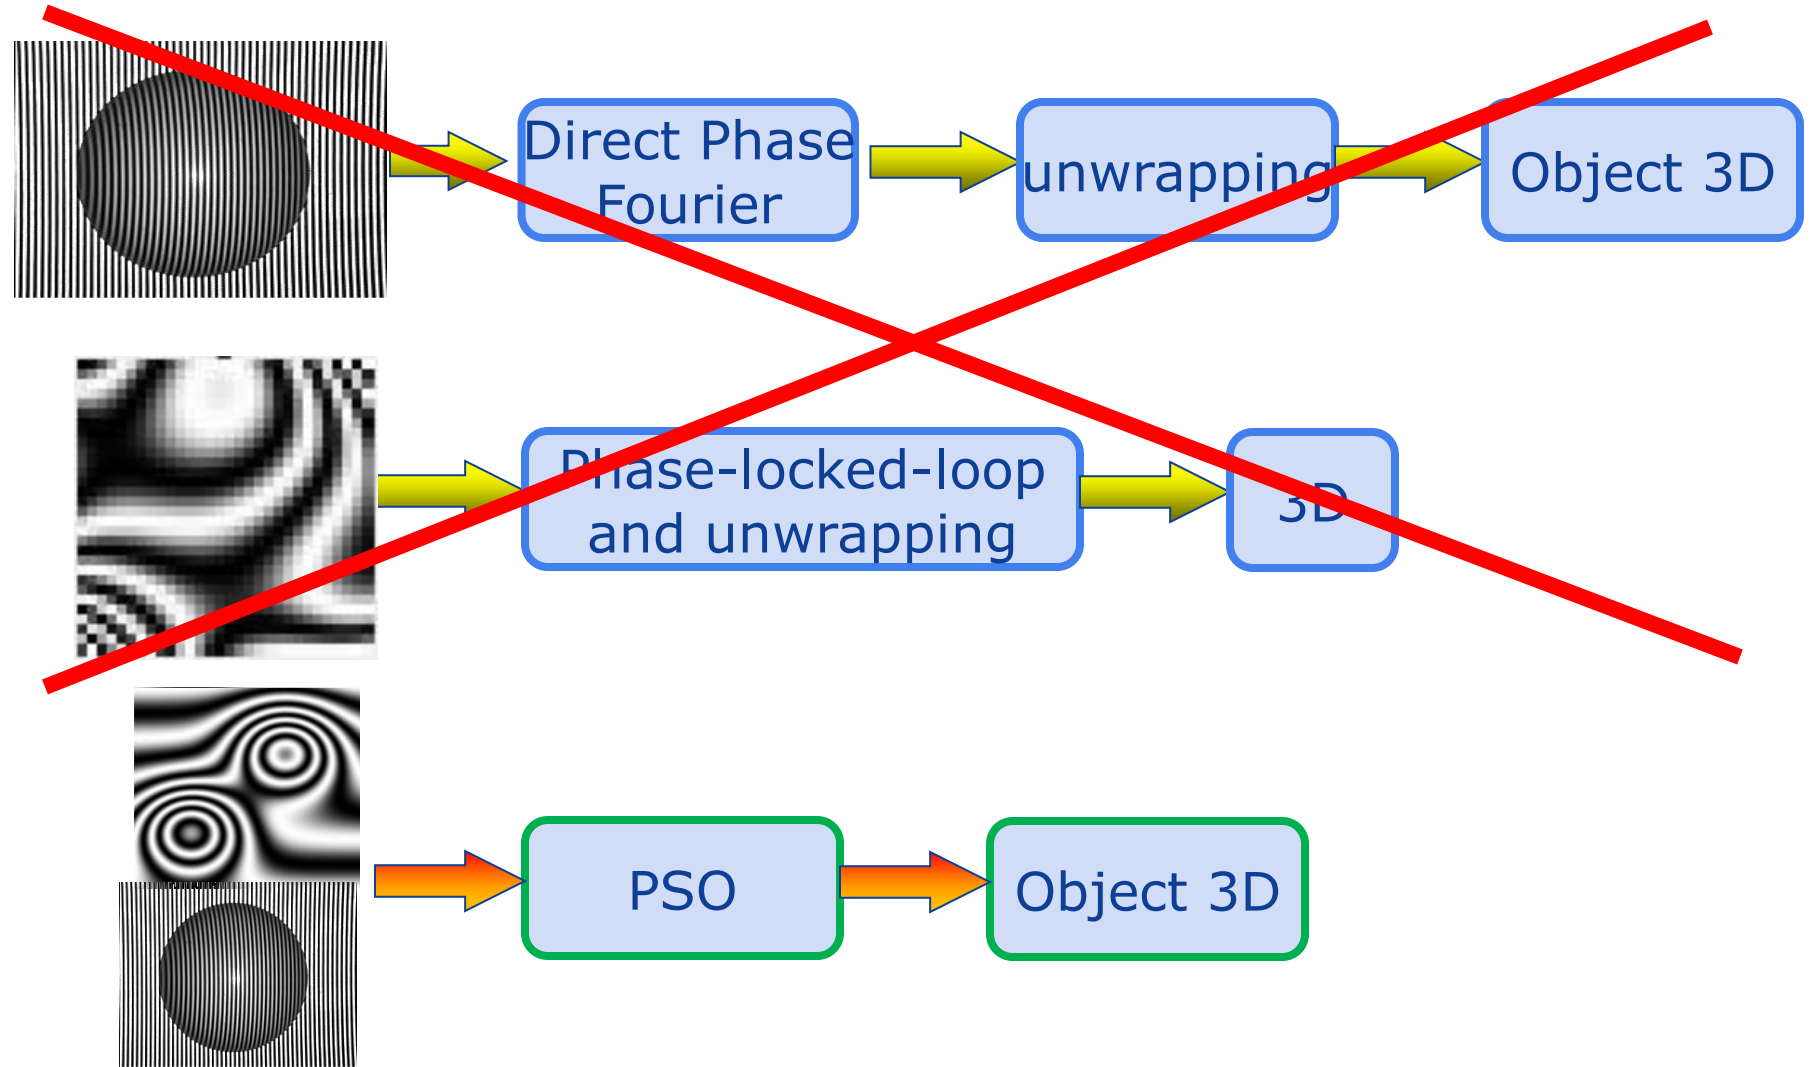 Direct Phase
Fourier
unwrapping
Object 3D
Phase-locked-loop
and unwrapping
3D
PSO
Object 3D